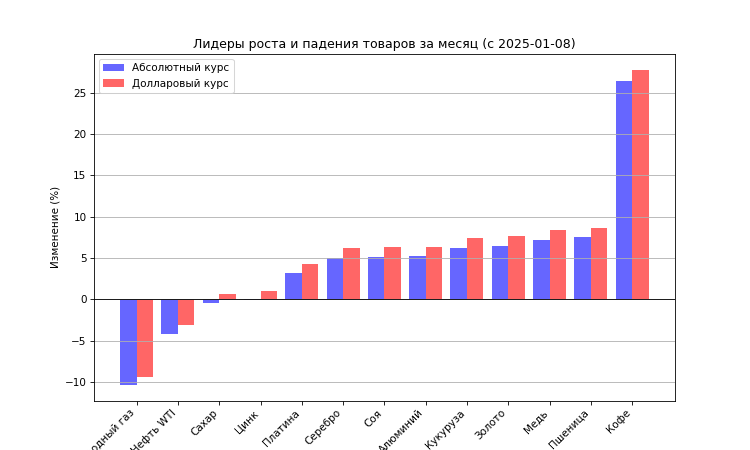 Лидеры роста и падения товаров за месяц (с 2025-01-08)
Абсолютный курс
Долларовый курс
Изменение (%)
25
20
15
10
5
0
−5
−10
одный газ
Нефть WTI
Сахар
Цинк
Платина
Серебро
Соя
Алюминий
Кукуруза
Золото
Медь
Пшеница
Кофе